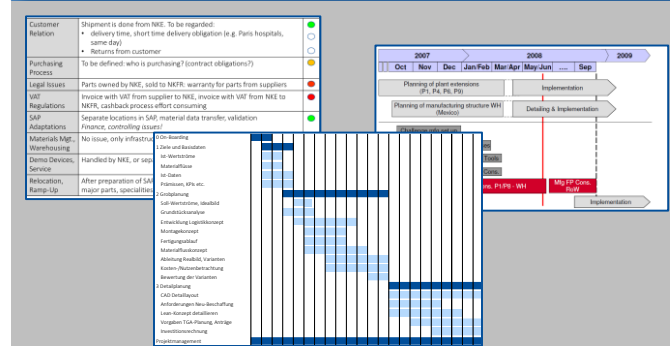 Customer Relation
Shipment is done from NKE. To be regarded:
• delivery time, short time delivery obligation (e.g. Paris hospitals, same day)
• Returns from customer
Purchasing Process
To be defined: who is purchasing? (contract obligations?)
Legal Issues
Parts owned by NKE, sold to NKFR: warranty for parts from suppliers
VAT Regulations
Invoice with VAT from supplier to NKE, invoice with VAT from NKE to NKFR, cashback process effort consuming
SAP Adaptations
Separate locations in SAP, material data transfer, validation
Finance, controlling issues!
Materials Mgt., Warehousing
No issue, only infrastruc
Demo Devices, Service
Handled by NKE, or sepa
Relocation, Ramp-Up
After preparation of SAP
major parts, specialities
2007
2008
2009
Oct
Nov
Dec
Jan/Feb
Mar/Apr
May/Jun
....
Sep
Planning of plant extensions
(P1, P4, P6, P9)
Implementation
Planning of manufacturing structure WH
(Mexico)
Detailing & Implementation
Tools
Cons.
ns. P1/PII - WH
Mfg FP Cons.
RoW
Implementation
0 On-Boarding
1 Ziele und Basisdaten
Ist-Wertströme
Materialflüsse
Ist-Daten
Prämissen, KPIs etc.
2 Grobplanung
Soll-Wertströme, Idealbild
Grundstücksanalyse
Entwicklung Logistikkonzept
Montagekonzept
Fertigungsablauf
Materialflusskonzept
Ableitung Realbild, Varianten
Kosten-/Nutzenbetrachtung
Bewertung der Varianten
3 Detailplanung
CAD Detaillayout
Anforderungen Neu-Beschaffung
Lean-Konzept detaillieren
Vorgaben TGA-Planung, Anträge
Investitionsrechnung
Projektmanagement